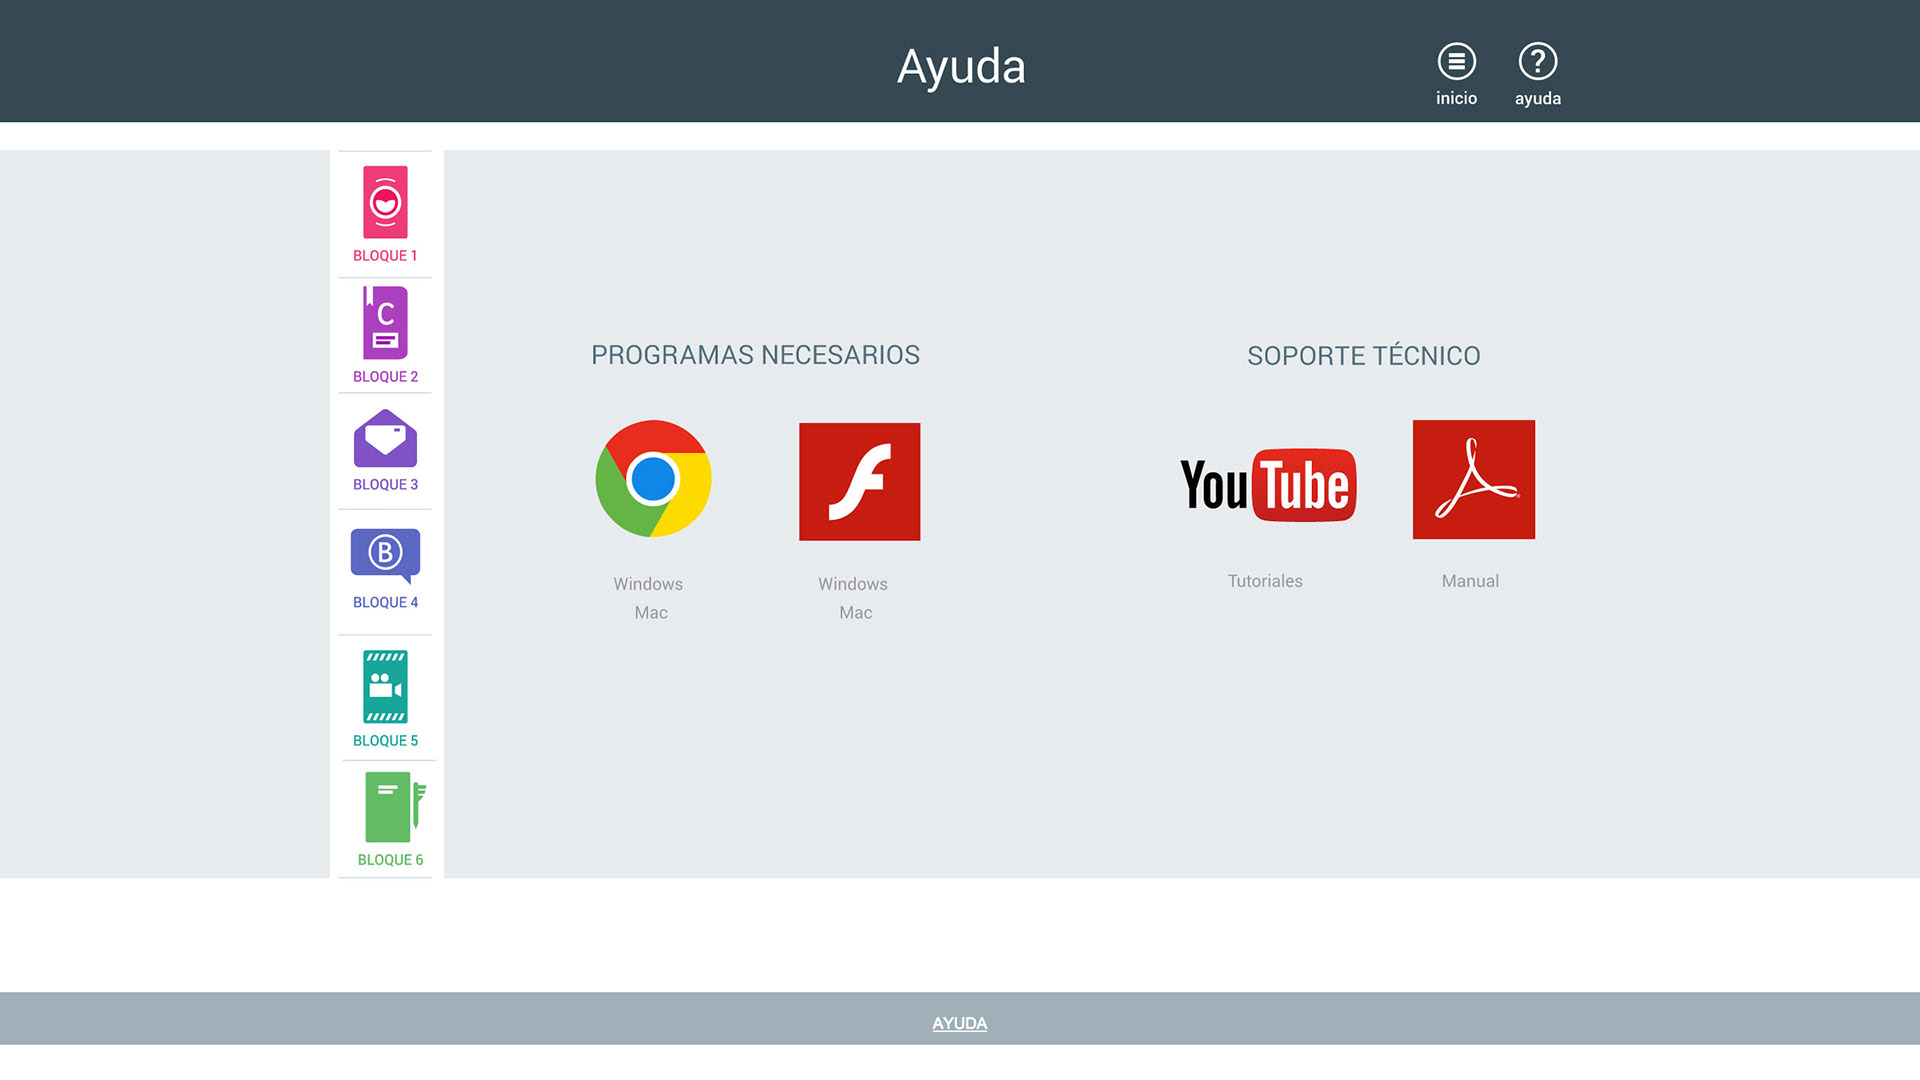 Ayuda
inicio
ayuda
BLOQUE 1
C
BLOQUE 2
BLOQUE 3
B
BLOQUE 4
BLOQUE 5
BLOQUE 6
PROGRAMAS NECESARIOS
Windows
Mac
Windows
Mac
SOPORTE TÉCNICO
YouTube
Tutoriales
Manual
AYUDA